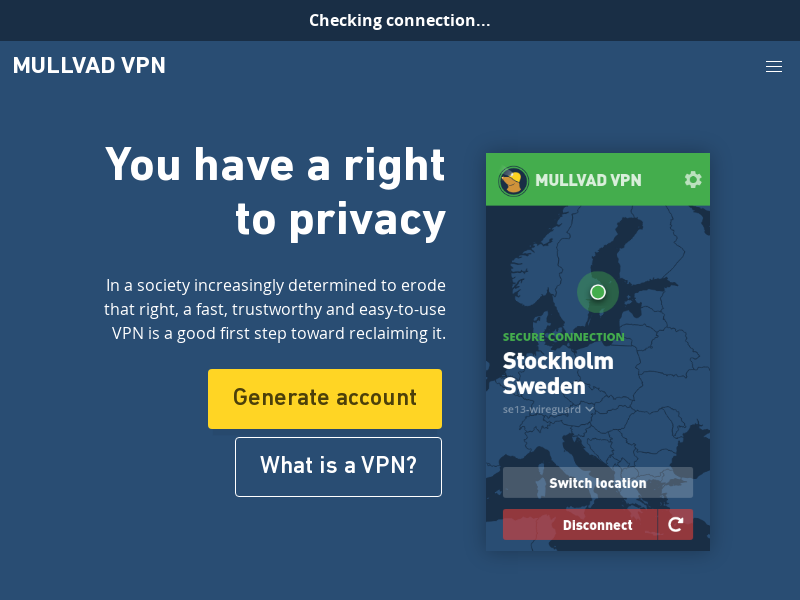 Checking connection...
MULLVAD VPN
You have a right
to privacy
In a society increasingly determined to erode
that right, a fast, trustworthy and easy-to-use
VPN is a good first step toward reclaiming it.
Generate account
What is a VPN?
MULLVAD VPN
SECURE CONNECTION
Stockholm
Sweden
se13-wireguard
Switch location
Disconnect